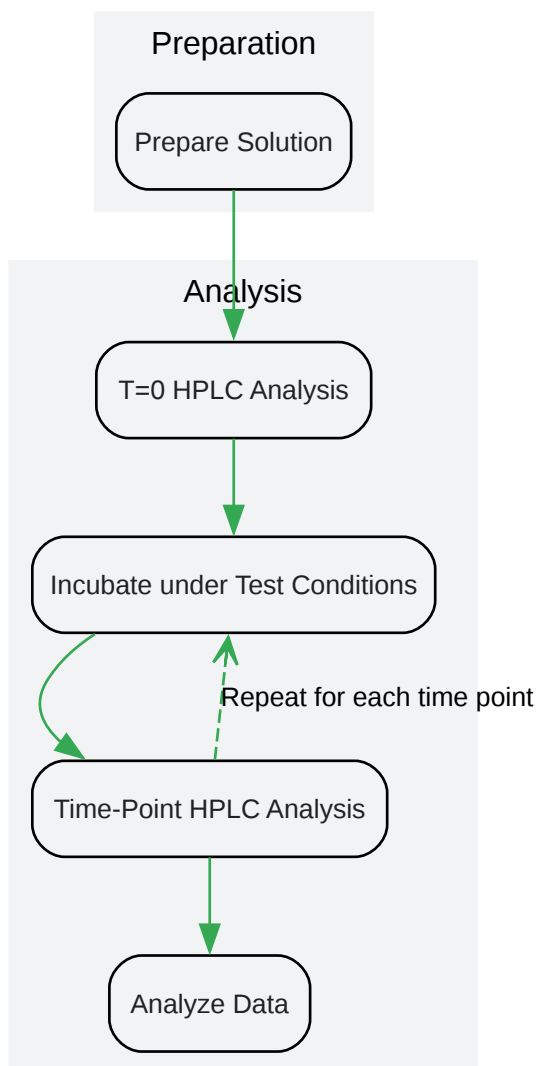 Preparation
Prepare Solution
Analysis
T=0 HPLC Analysis
Incubate under Test Conditions
Repeat for each time point
Time-Point HPLC Analysis
Analyze Data